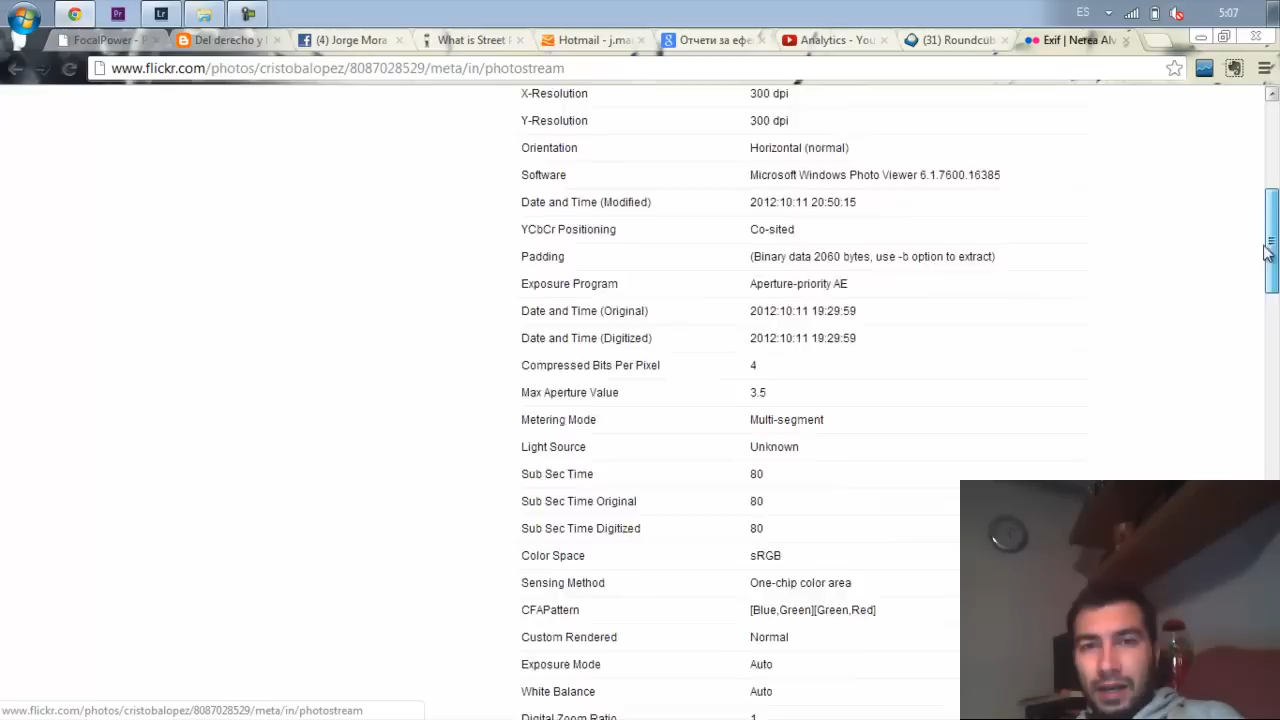 ES 5:07
FocalPower - P
Del derecho y
(4) Jorge Mora
What is Street
Hotmail - j.ma
Отчети за ефе
Analytics - You
(31) Roundcub
Exif | Nerea Alv
www.flickr.com/photos/cristobalopez/8087028529/meta/in/photostream
X-Resolution 300 dpi
Y-Resolution 300 dpi
Orientation Horizontal (normal)
Software Microsoft Windows Photo Viewer 6.1.7600.16385
Date and Time (Modified) 2012:10:11 20:50:15
YCbCr Positioning Co-sited
Padding (Binary data 2060 bytes, use -b option to extract)
Exposure Program Aperture-priority AE
Date and Time (Original) 2012:10:11 19:29:59
Date and Time (Digitized) 2012:10:11 19:29:59
Compressed Bits Per Pixel 4
Max Aperture Value 3.5
Metering Mode Multi-segment
Light Source Unknown
Sub Sec Time 80
Sub Sec Time Original 80
Sub Sec Time Digitized 80
Color Space sRGB
Sensing Method One-chip color area
CFAPattern [Blue,Green][Green,Red]
Custom Rendered Normal
Exposure Mode Auto
White Balance Auto
Digital Zoom Ratio 1
www.flickr.com/photos/cristobalopez/8087028529/meta/in/photostream